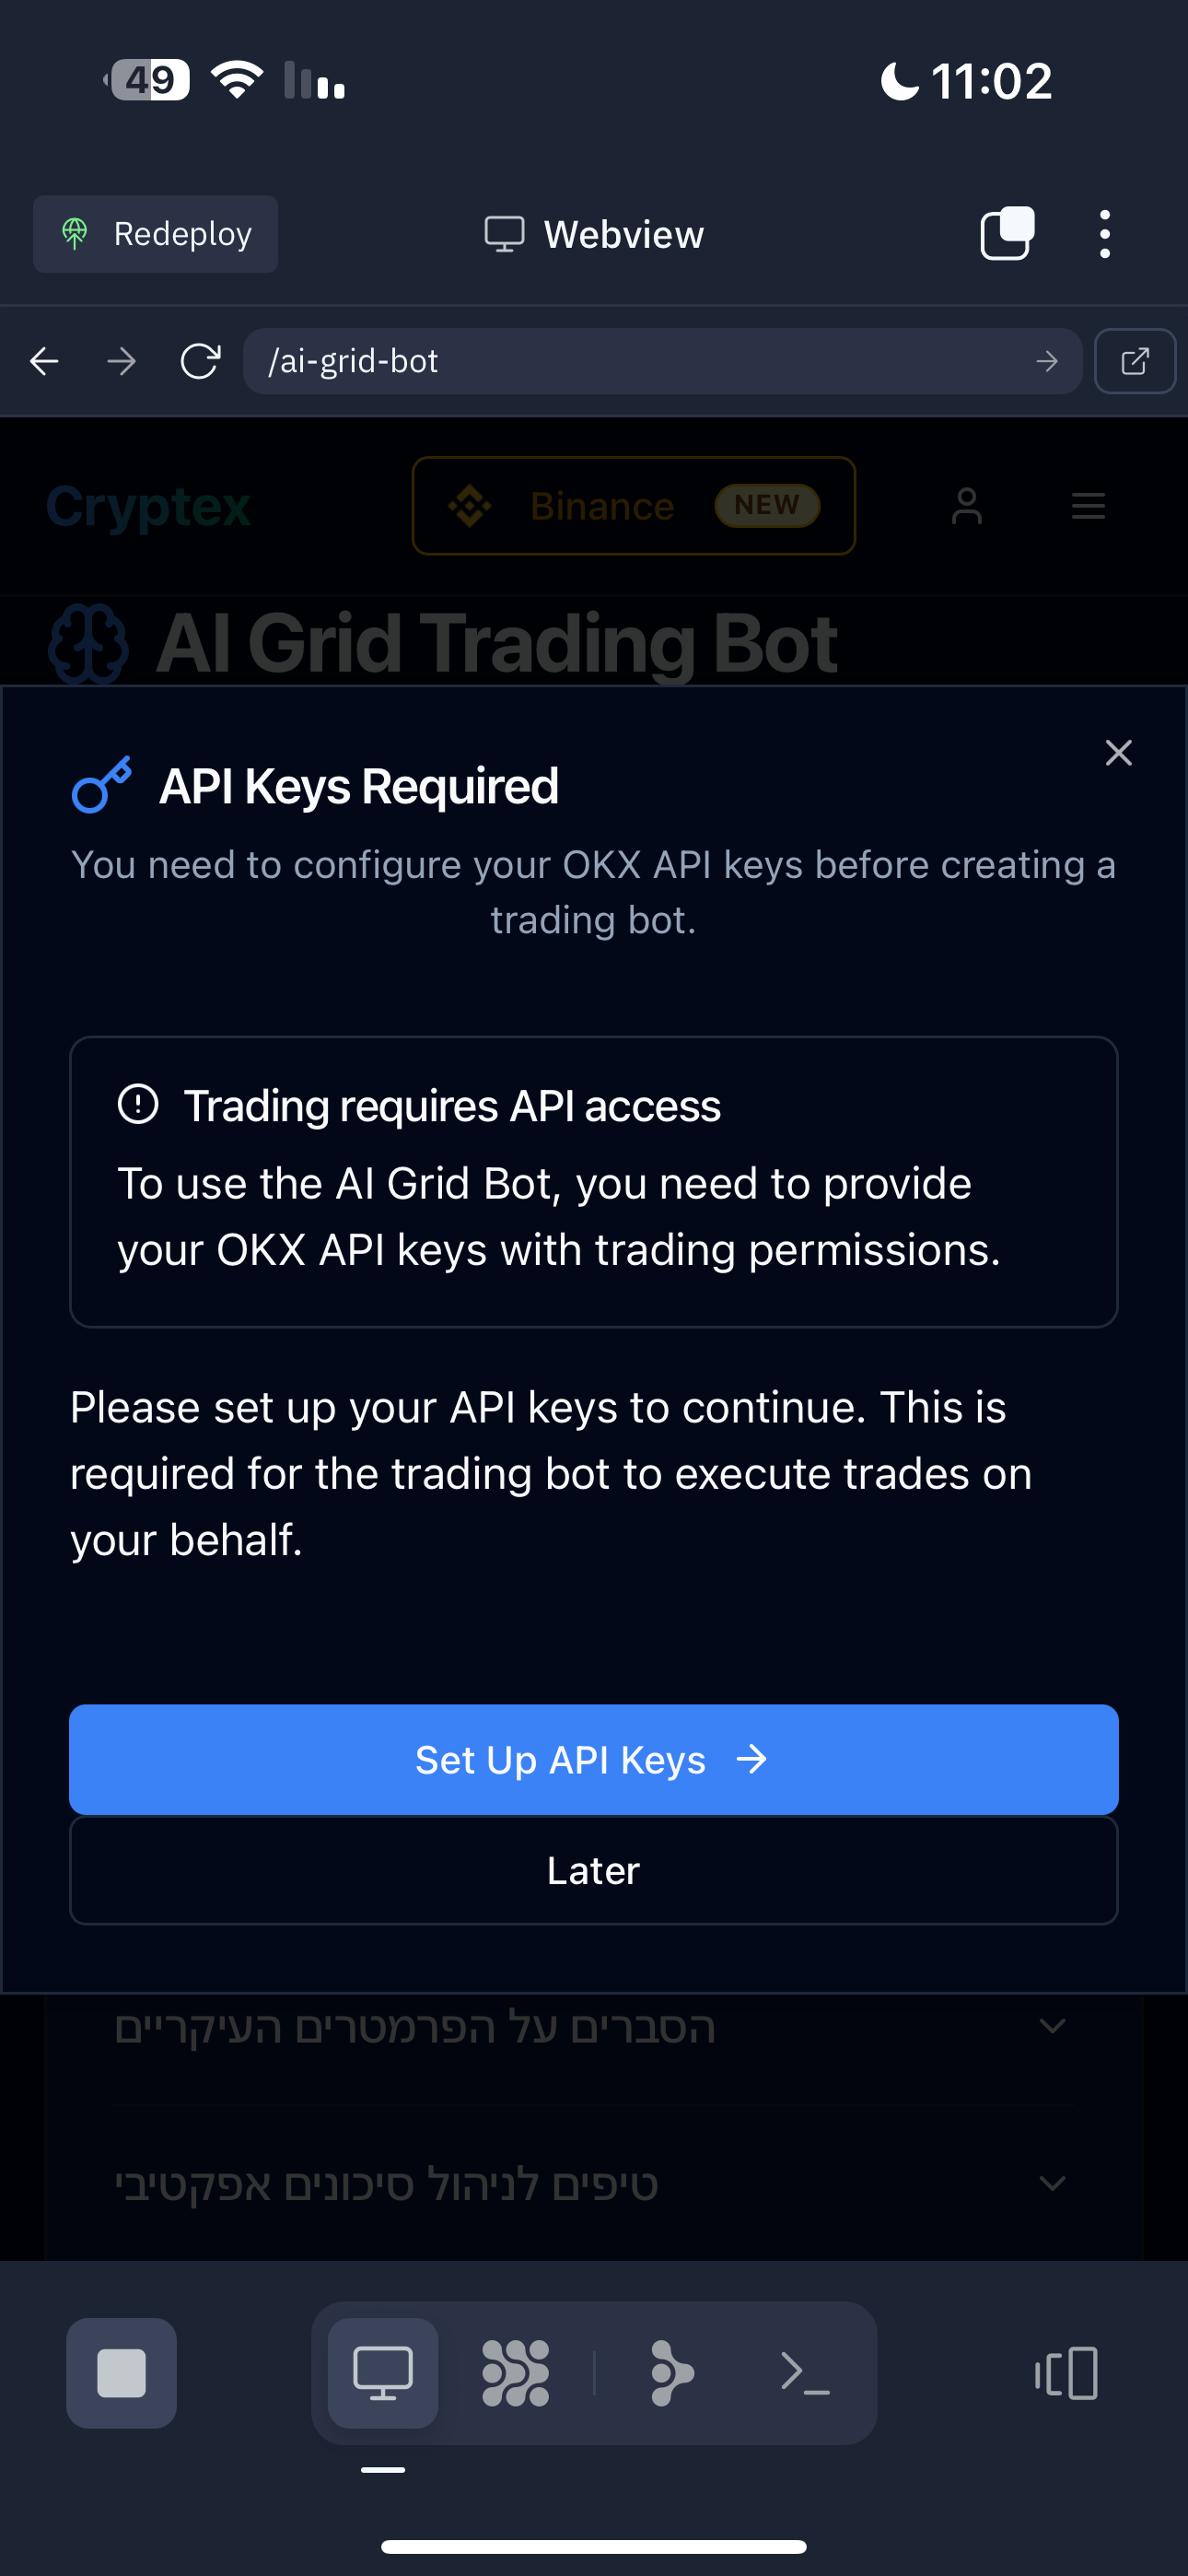 49
11:02
Redeploy
Webview
/ai-grid-bot
Cryptex
Binance NEW
AI Grid Trading Bot
API Keys Required
You need to configure your OKX API keys before creating a
trading bot.
Trading requires API access
To use the AI Grid Bot, you need to provide
your OKX API keys with trading permissions.
Please set up your API keys to continue. This is
required for the trading bot to execute trades on
your behalf.
Set Up API Keys
Later
הסברים על הפרמטרים העיקריים
טיפים לניהול סיכונים אפקטיבי